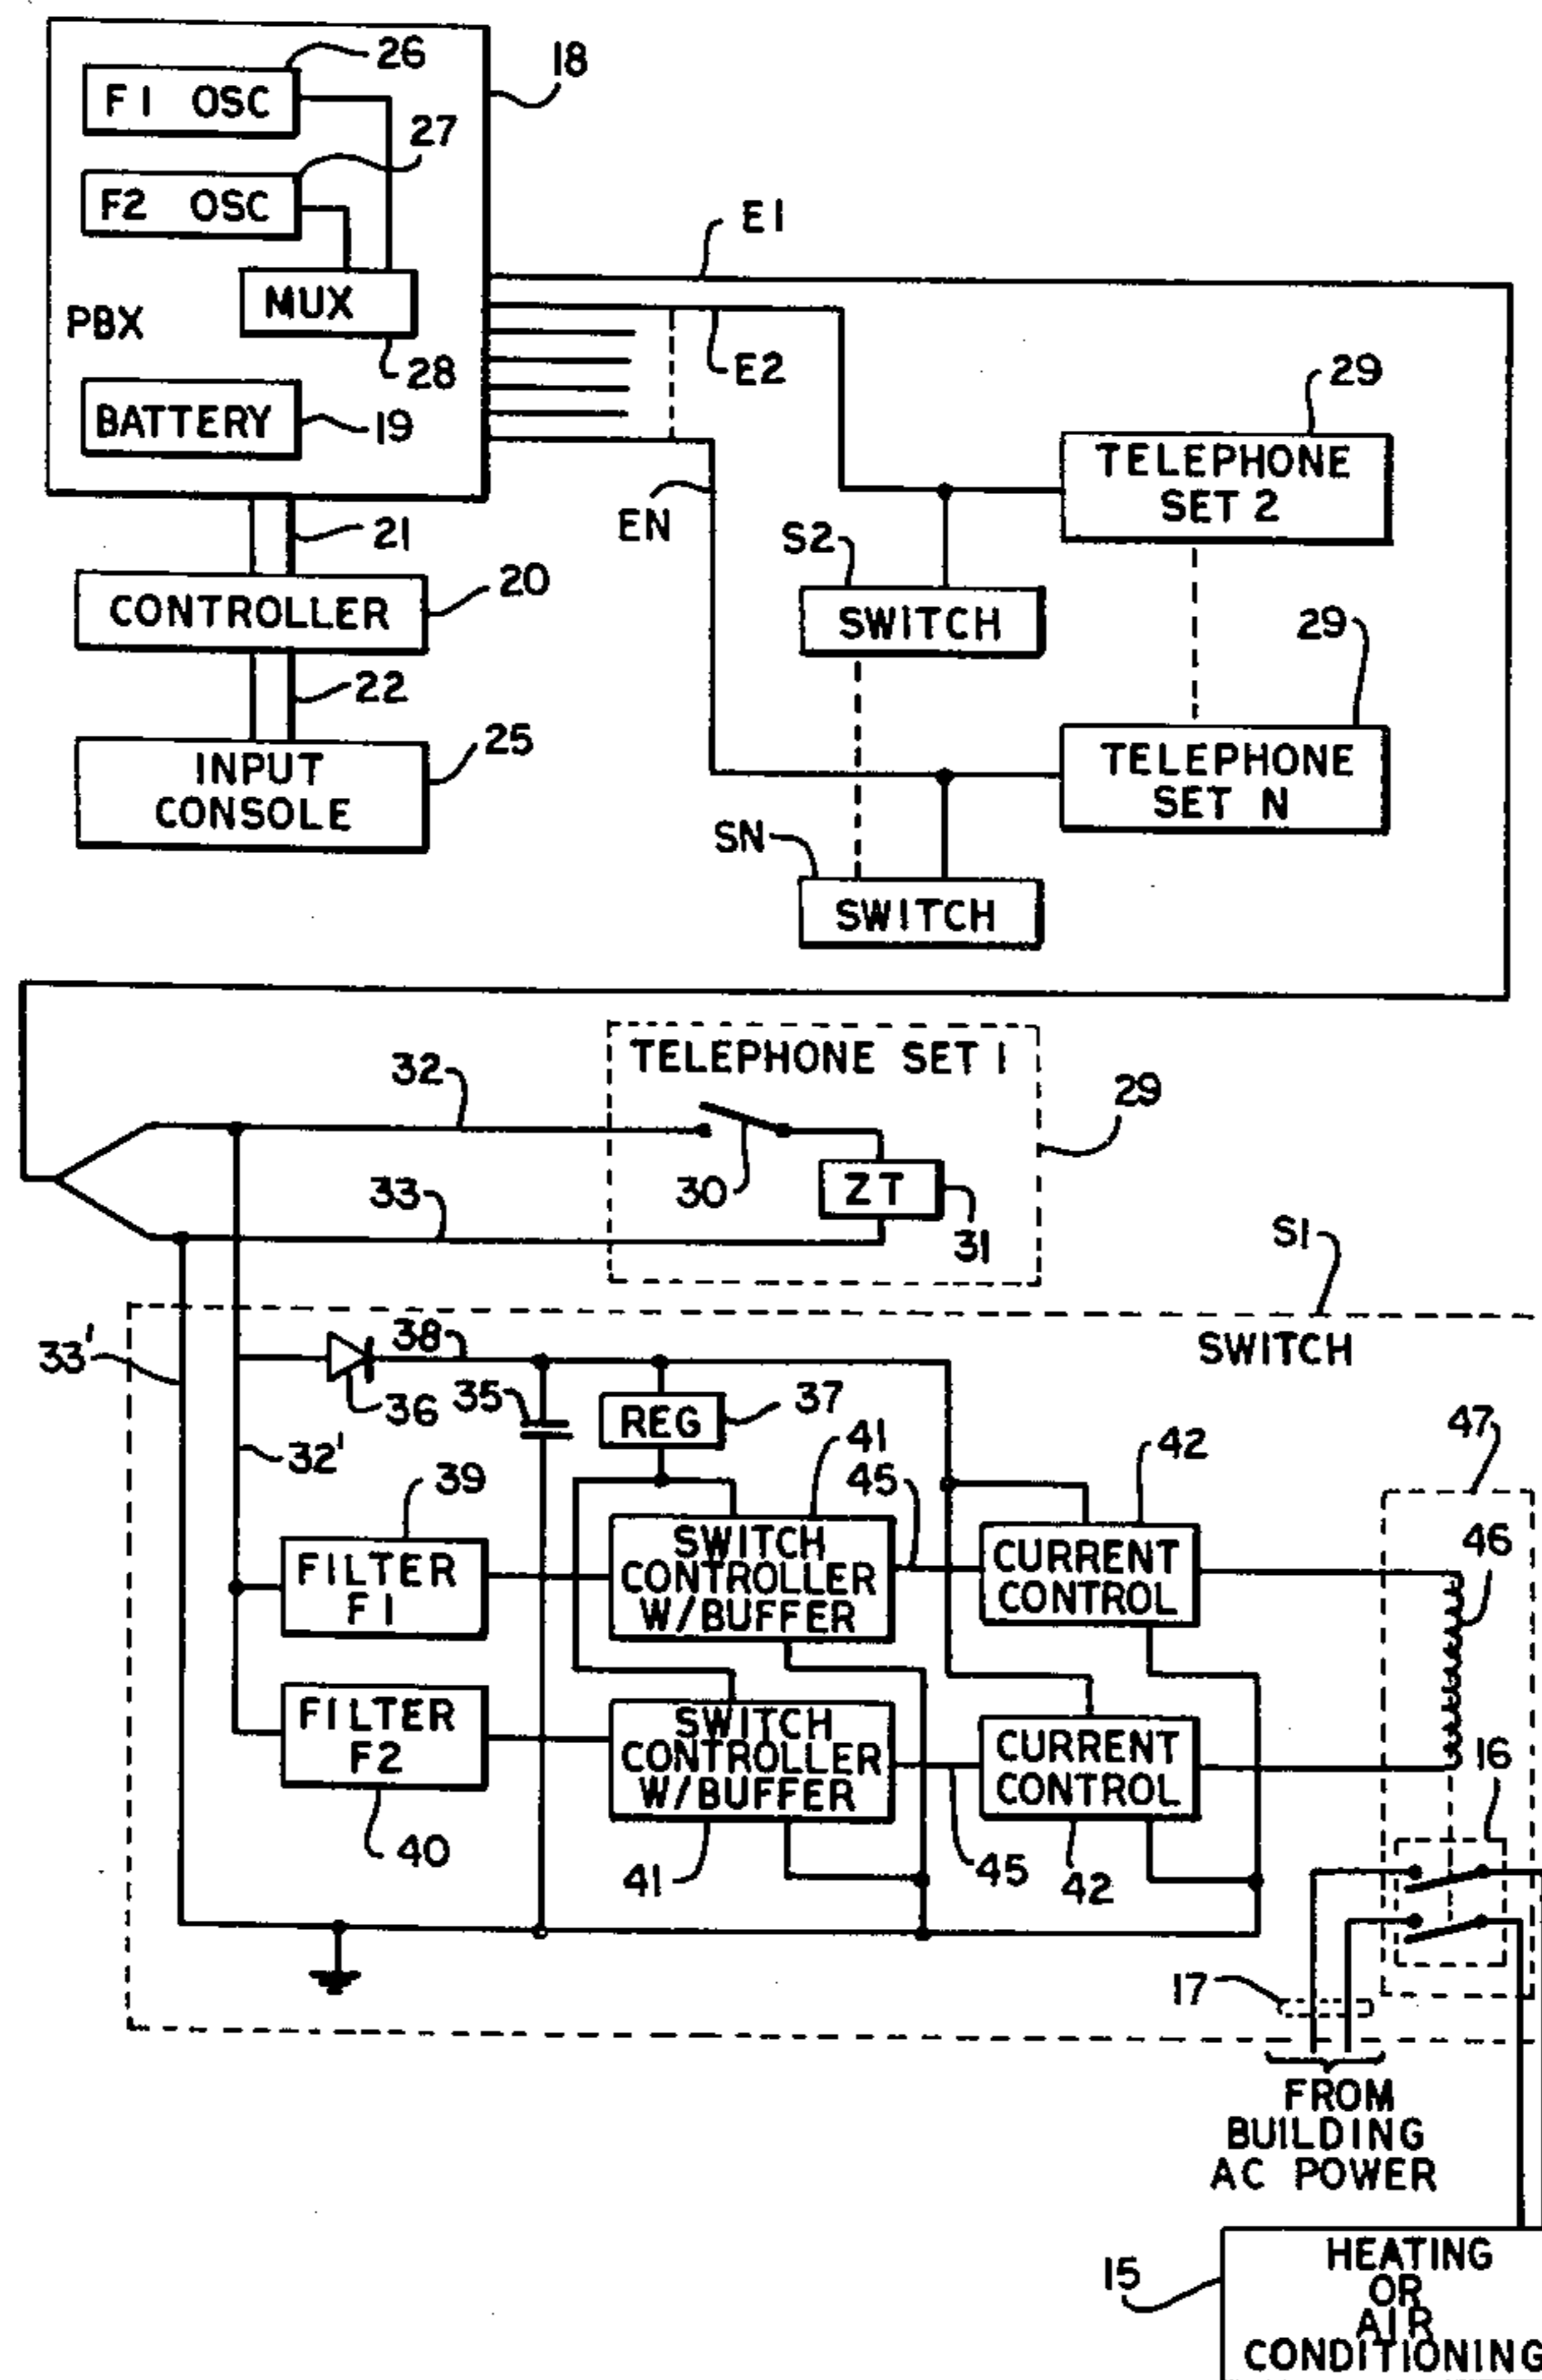 26
F1 OSC
18
27
F2 OSC
E1
MUX
PBX
28
E2
29
BATTERY
19
TELEPHONE
SET 2
EN
21
S2
CONTROLLER
20
SWITCH
29
22
INPUT
CONSOLE
25
TELEPHONE
SET N
SN
SWITCH
TELEPHONE SET 1
32
29
30
ZT
33
31
S1
SWITCH
33'
38
36
35
REG
37
32'
41
45
42
47
39
46
FILTER
F1
SWITCH
CONTROLLER
W/BUFFER
CURRENT
CONTROL
FILTER
F2
SWITCH
CONTROLLER
W/BUFFER
CURRENT
CONTROL
16
40
41
45
42
17
FROM
BUILDING
AC POWER
15
HEATING
OR
AIR
CONDITIONING